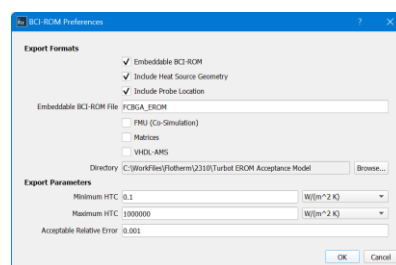 BCI-ROM Preferences
Export Formats
Embeddable BCI-ROM
Include Heat Source Geometry
Include Probe Location
Embeddable BCI-ROM File FCBGA_EROM
FMU (Co-Simulation)
Matrices
VHDL-AMS
Directory C:\WorkFiles\Flotherm\2310\Turbot EROM Acceptance Model Browse...
Export Parameters
Minimum HTC 0.1 W/(m^2 K)
Maximum HTC 1000000 W/(m^2 K)
Acceptable Relative Error 0.001
OK Cancel